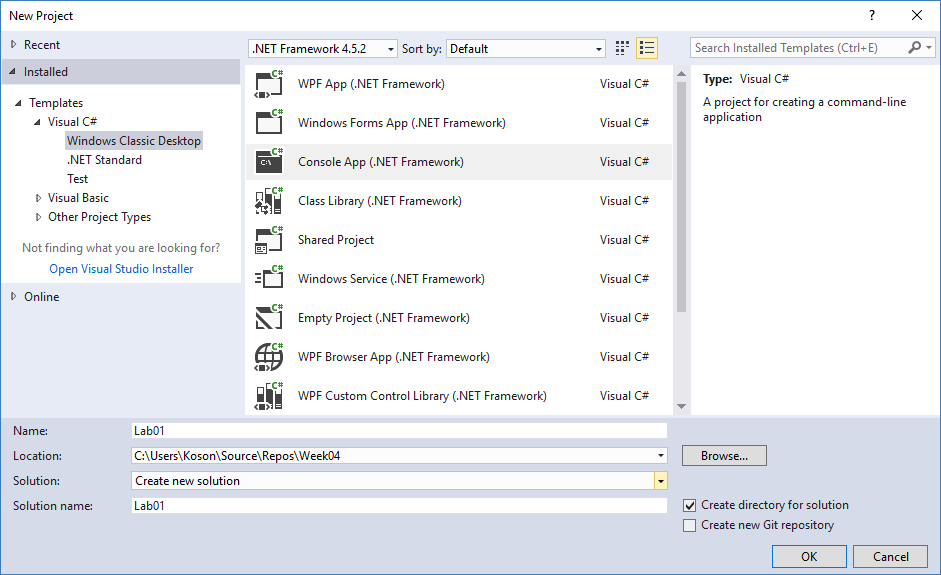 New Project
?
Recent
.NET Framework 4.5.2
Sort by:
Default
Search Installed Templates (Ctrl+E)
Installed
Templates
Visual C#
Windows Classic Desktop
.NET Standard
Test
Visual Basic
Other Project Types
Not finding what you are looking for?
Open Visual Studio Installer
Online
C# WPF App (.NET Framework) Visual C#
C# Windows Forms App (.NET Framework) Visual C#
C# C:\ Console App (.NET Framework) Visual C#
C# Class Library (.NET Framework) Visual C#
C# Shared Project Visual C#
C# Windows Service (.NET Framework) Visual C#
C# Empty Project (.NET Framework) Visual C#
C# WPF Browser App (.NET Framework) Visual C#
C# WPF Custom Control Library (.NET Framework) Visual C#
Type: Visual C#
A project for creating a command-line
application
Name: Lab01
Location: C:\Users\Koson\Source\Repos\Week04
Browse...
Solution: Create new solution
Solution name: Lab01
Create directory for solution
Create new Git repository
OK
Cancel